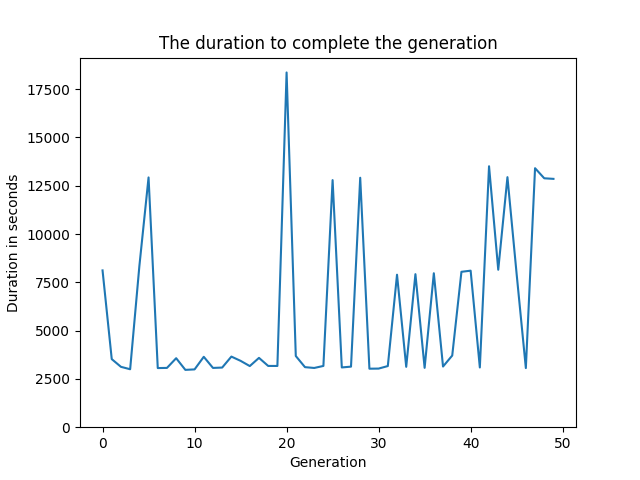 The duration to complete the generation
17500
15000
12500
10000
7500
5000
2500
0
Duration in seconds
0 10 20 30 40 50
Generation